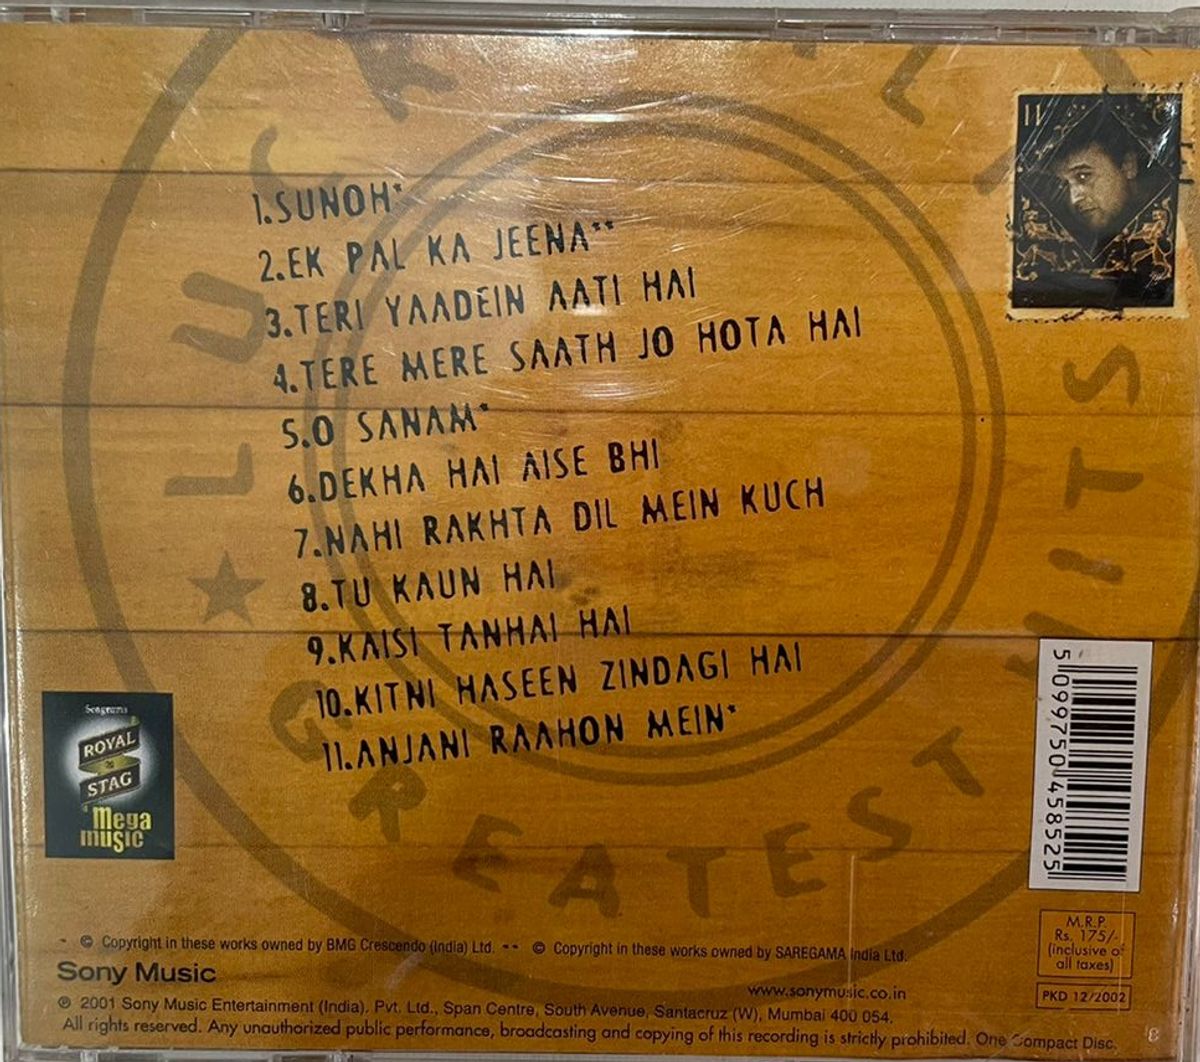 1.SUNOH*
2.EK PAL KA JEENA**
3.TERI YAADEIN AATI HAI
4.TERE MERE SAATH JO HOTA HAI
5.O SANAM*
6.DEKHA HAI AISE BHI
7.NAHI RAKHTA DIL MEIN KUCH
8.TU KAUN HAI
9.KAISI TANHAI HAI
10.KITNI HASEEN ZINDAGI HAI
11.ANJANI RAAHON MEIN*
GREATEST HITS
Seagram's
ROYAL
STAG
Mega
music
5 099750 458525
M.R.P.
Rs. 175/-
(inclusive of
all taxes)
PKD 12/2002
* © Copyright in these works owned by BMG Crescendo (India) Ltd. ** © Copyright in these works owned by SAREGAMA India Ltd.
Sony Music
www.sonymusic.co.in
℗ 2001 Sony Music Entertainment (India). Pvt. Ltd., Span Centre, South Avenue, Santacruz (W), Mumbai 400 054.
All rights reserved. Any unauthorized public performance, broadcasting and copying of this recording is strictly prohibited. One Compact Disc.
8